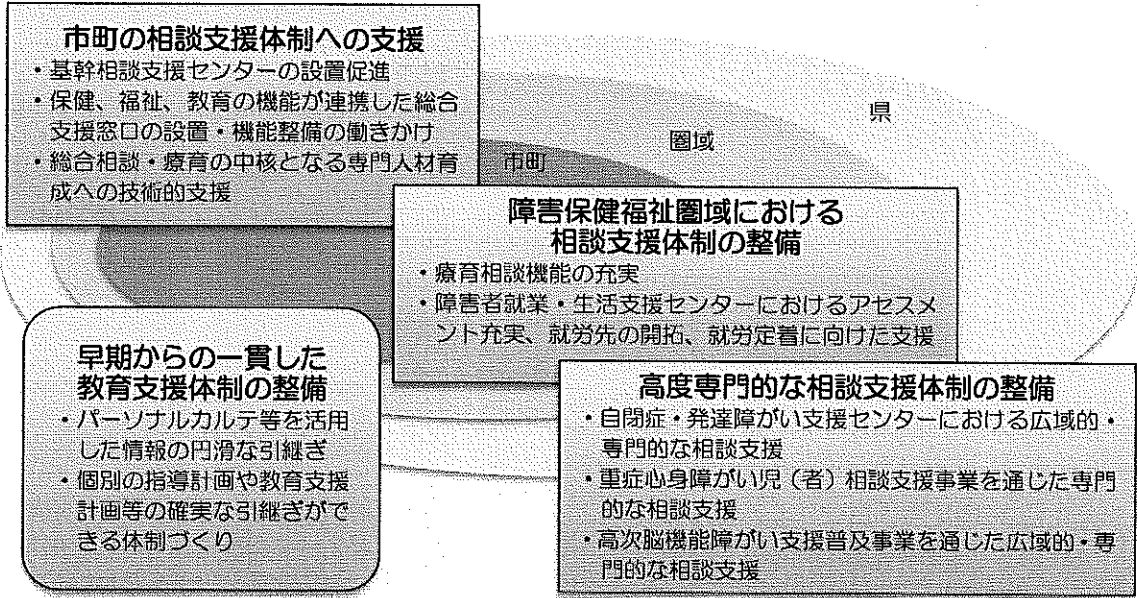 市町の相談支援体制への支援
・基幹相談支援センターの設置促進
・保健、福祉、教育の機能が連携した総合
支援窓口の設置・機能整備の働きかけ
・総合相談・療育の中核となる専門人材育
成への技術的支援
県
圏域
市町
障害保健福祉圏域における
相談支援体制の整備
・療育相談機能の充実
・障害者就業・生活支援センターにおけるアセスメ
ント充実、就労先の開拓、就労定着に向けた支援
早期からの一貫した
教育支援体制の整備
・パーソナルカルテ等を活用
した情報の円滑な引継ぎ
・個別の指導計画や教育支援
計画等の確実な引継ぎがで
きる体制づくり
高度専門的な相談支援体制の整備
・自閉症・発達障がい支援センターにおける広域的・
専門的な相談支援
・重症心身障がい児（者）相談支援事業を通じた専門
的な相談支援
・高次脳機能障がい支援普及事業を通じた広域的・専
門的な相談支援